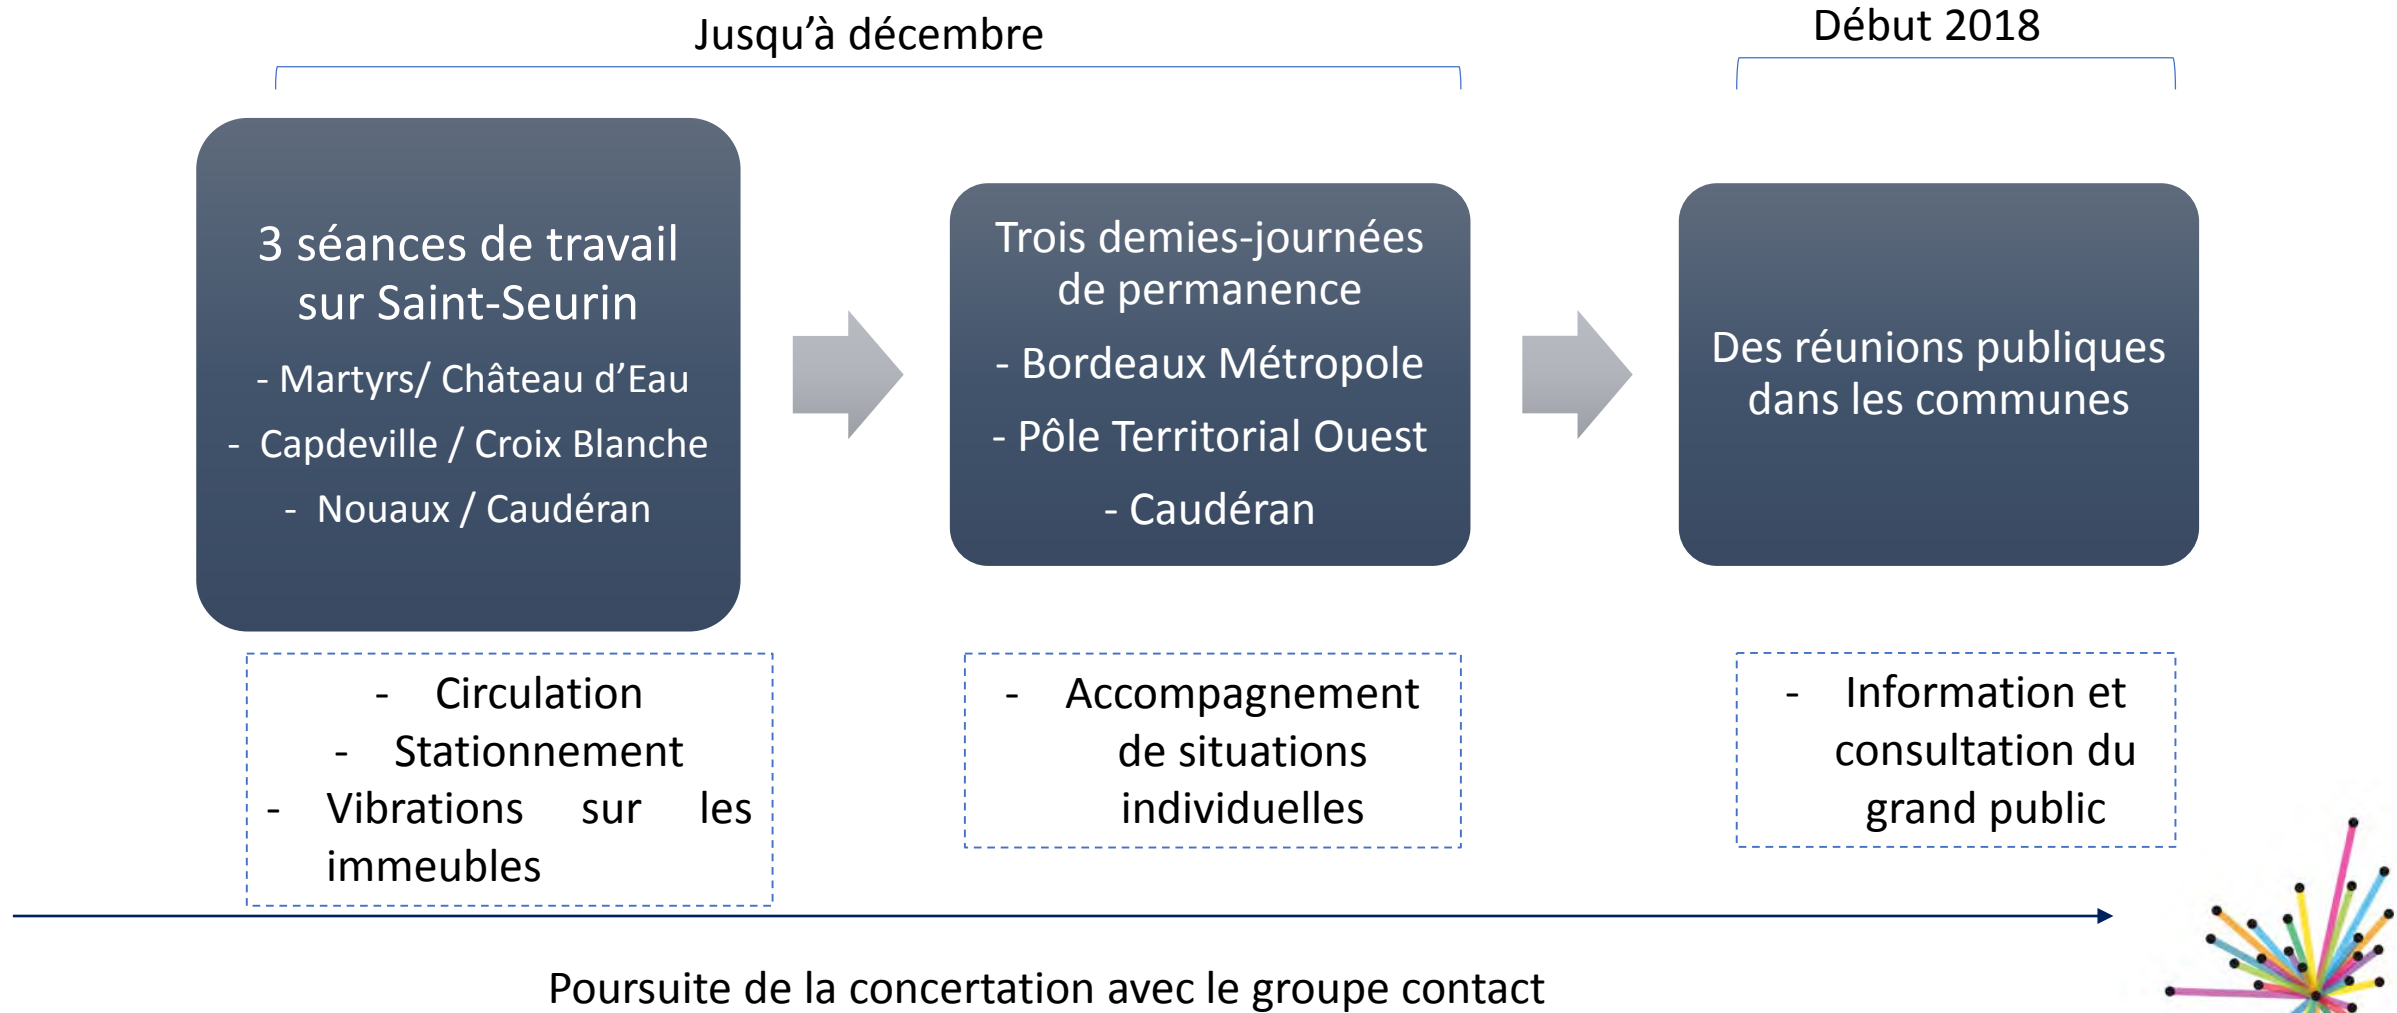 Jusqu'à décembre
Début 2018
3 séances de travail
sur Saint-Seurin
- Martyrs/ Château d'Eau
- Capdeville / Croix Blanche
- Nouaux / Caudéran
Trois demies-journées
de permanence
- Bordeaux Métropole
- Pôle Territorial Ouest
- Caudéran
Des réunions publiques
dans les communes
- Circulation
- Stationnement
- Vibrations sur les
immeubles
- Accompagnement
de situations
individuelles
- Information et
consultation du
grand public
Poursuite de la concertation avec le groupe contact